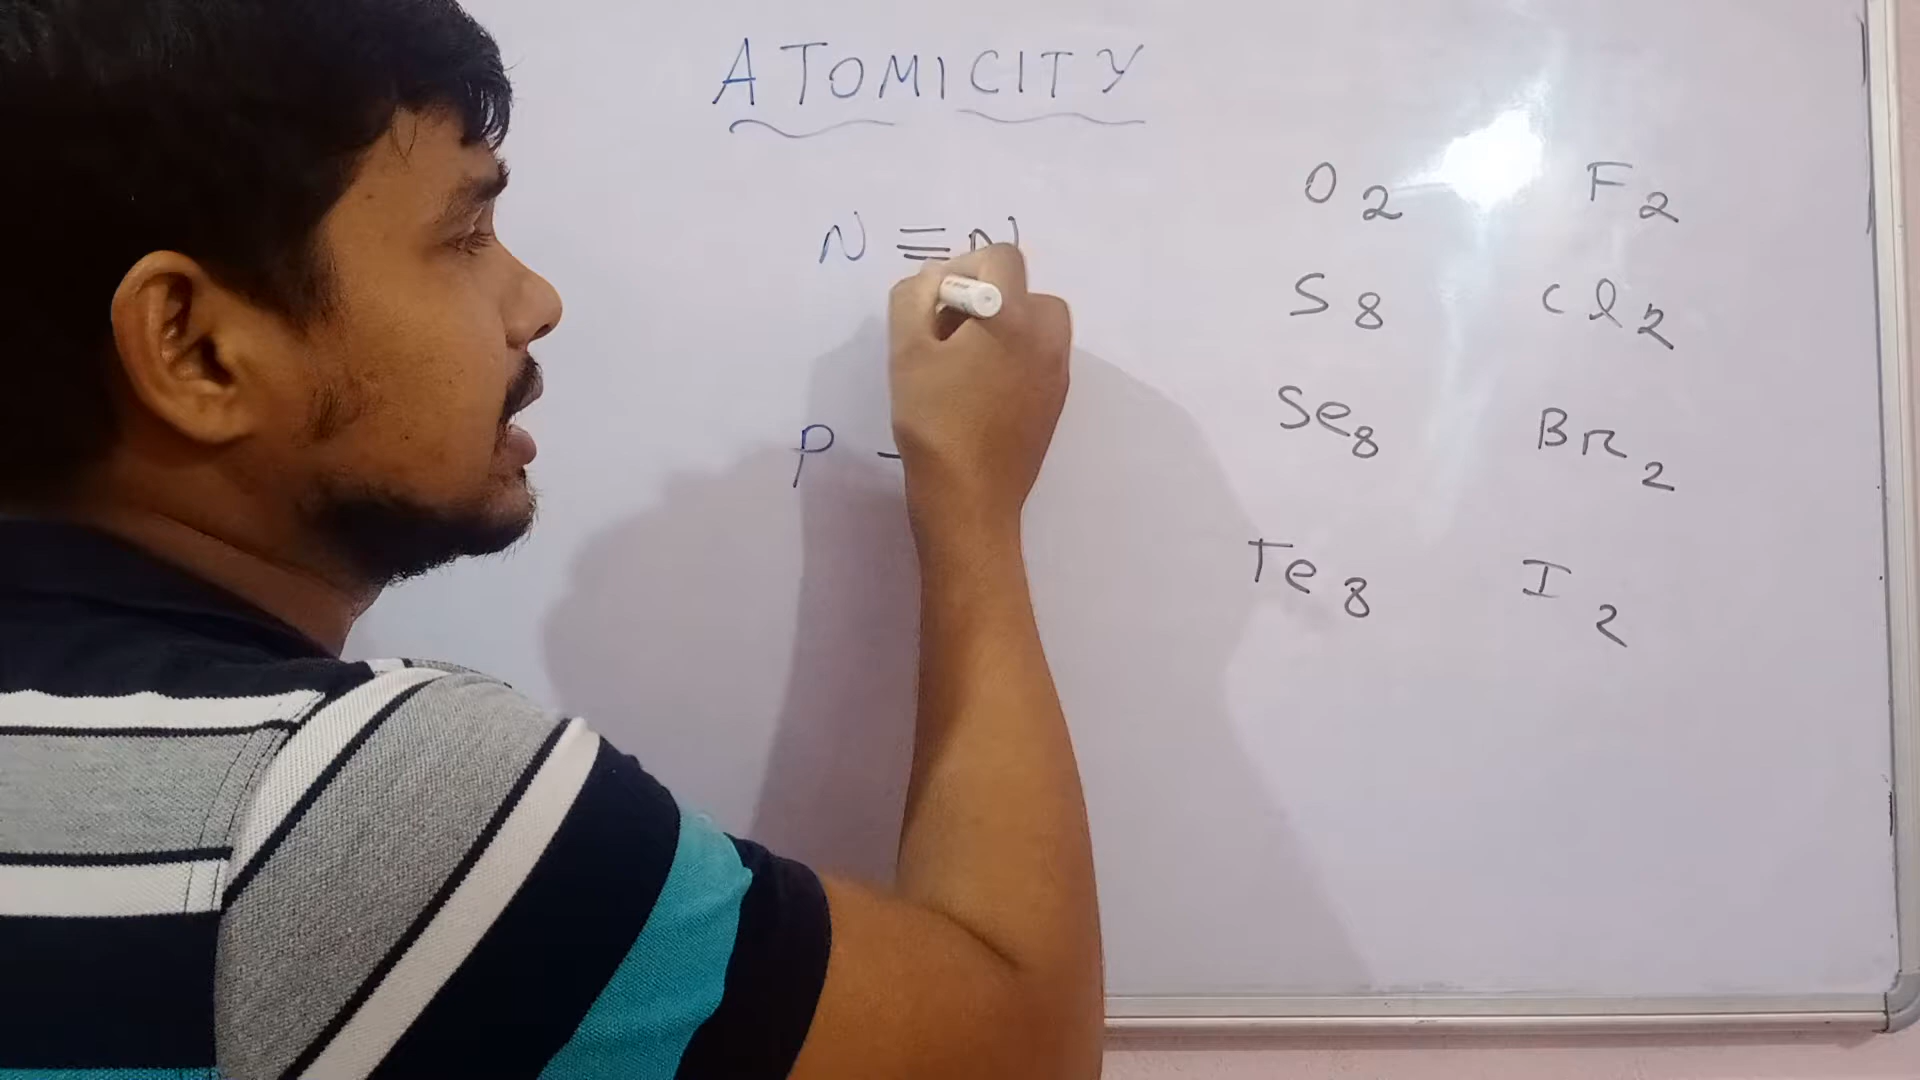 ATOMICITY
N ≡ N
P -
O2 F2
S8 Cl2
Se8 Br2
Te8 I2